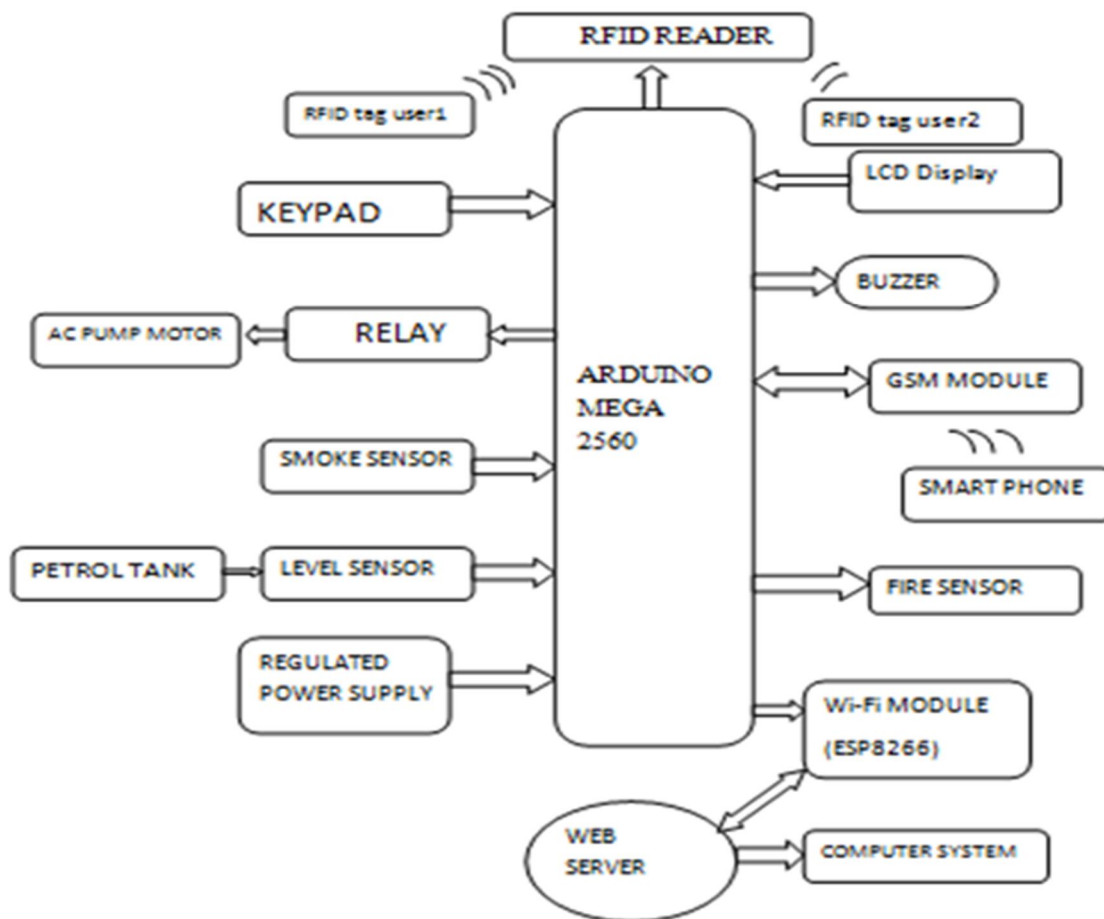 RFID READER
RFID tag user1
RFID tag user2
LCD Display
KEYPAD
BUZZER
AC PUMP MOTOR
RELAY
ARDUINO
MEGA
2560
GSM MODULE
SMOKE SENSOR
SMART PHONE
PETROL TANK
LEVEL SENSOR
FIRE SENSOR
REGULATED
POWER SUPPLY
Wi-Fi MODULE
(ESP8266)
WEB
SERVER
COMPUTER SYSTEM